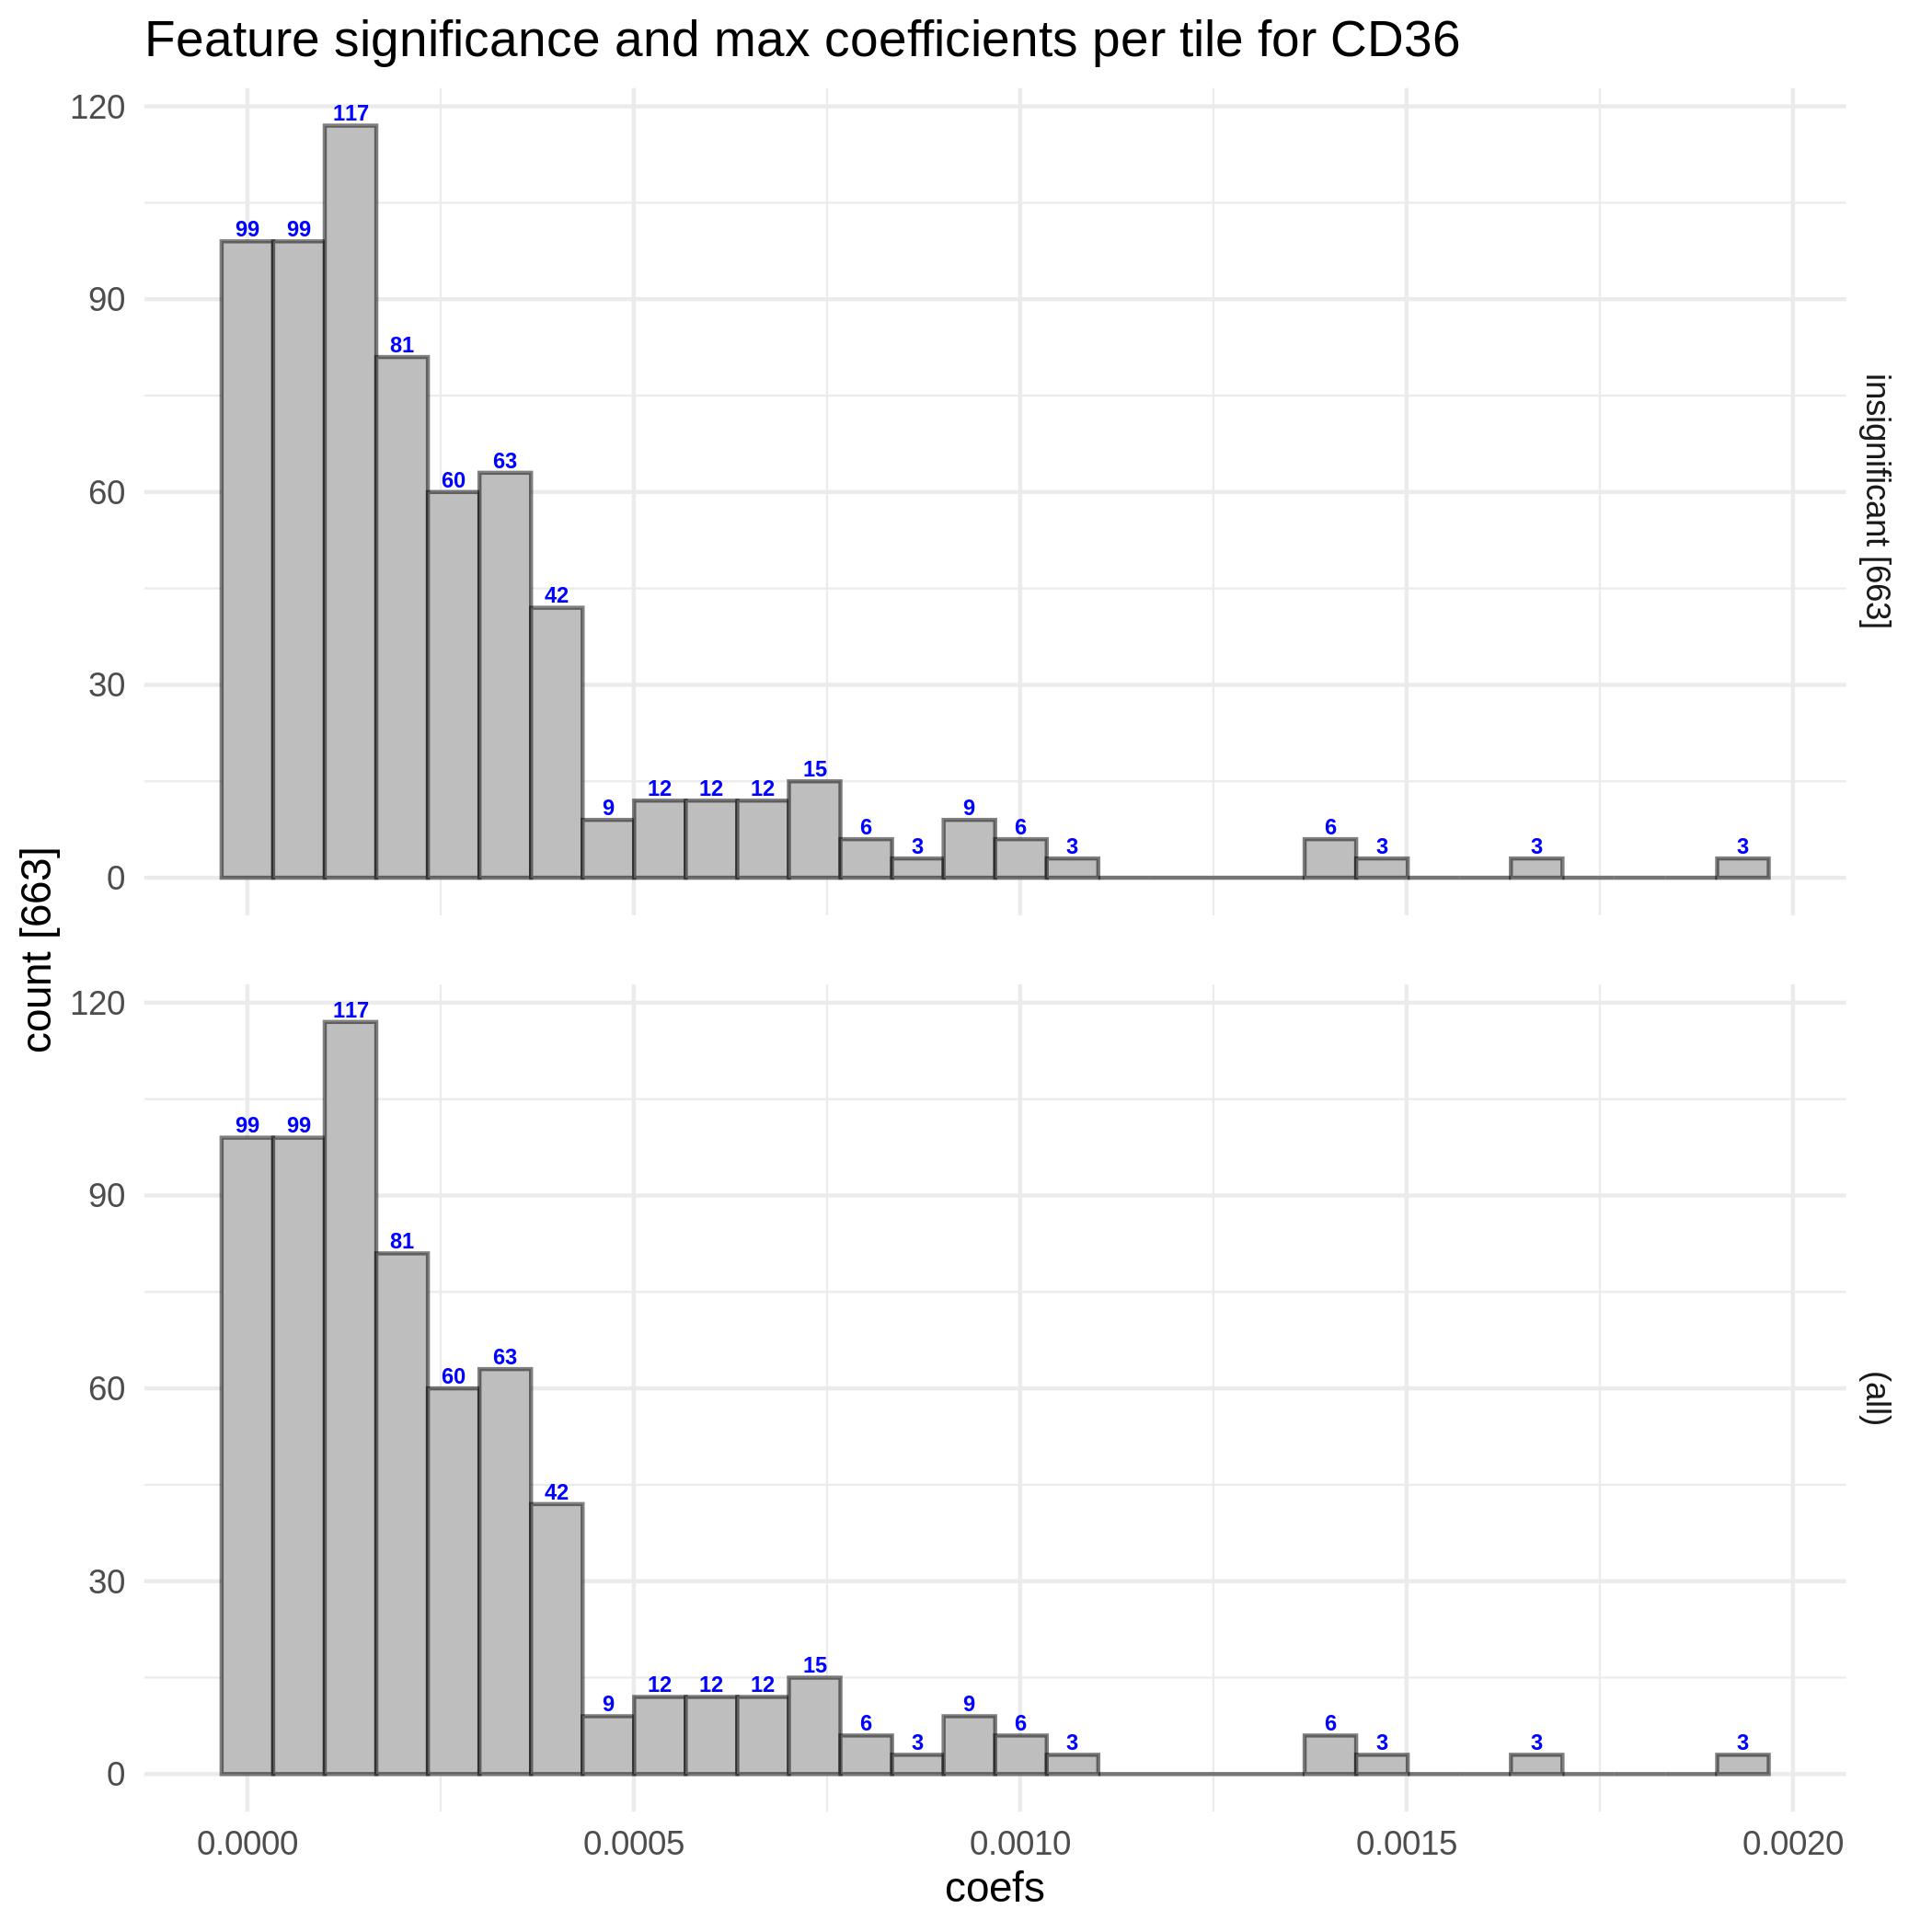 Feature significance and max coefficients per tile for CD36
count [663]
120
90
60
30
0
117
99 99
81
63
60
42
15
12 12 12
9 9
6 6 6
3 3 3 3 3
insignificant [663]
120
90
60
30
0
117
99 99
81
63
60
42
15
12 12 12
9 9
6 6 6
3 3 3 3 3
(all)
0.0000 0.0005 0.0010 0.0015 0.0020
coefs